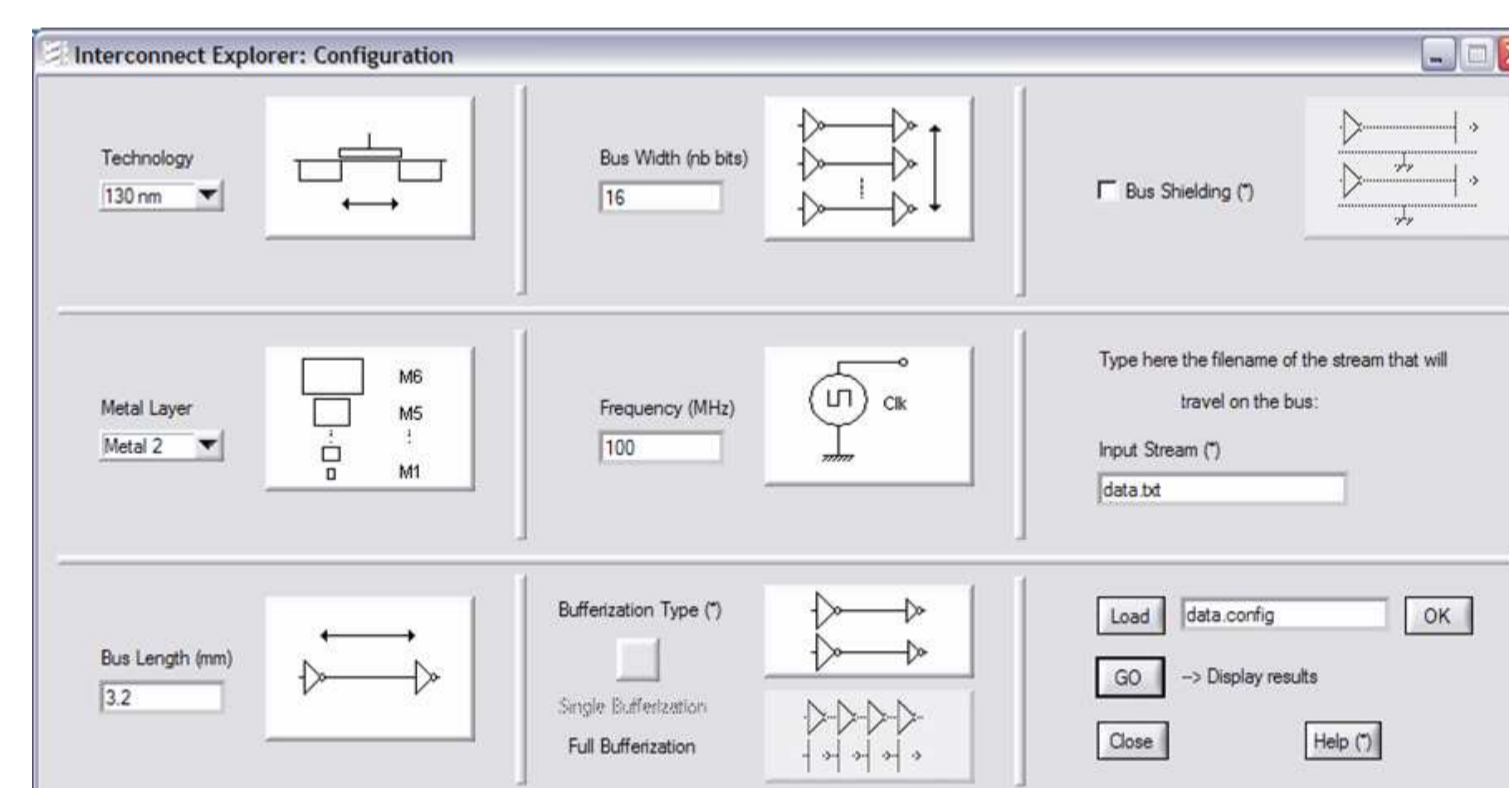 Interconnect Explorer: Configuration
Technology
130 nm
Bus Width (nb bits)
16
Bus Shielding (*)
Metal Layer
Metal 2
M6
M5
M1
Frequency (MHz)
100
Clk
Type here the filename of the stream that will
travel on the bus:
Input Stream (*)
data.txt
Bus Length (mm)
3.2
Bufferization Type (*)
Single Bufferization
Full Bufferization
Load
data.config
OK
GO
--> Display results
Close
Help (*)